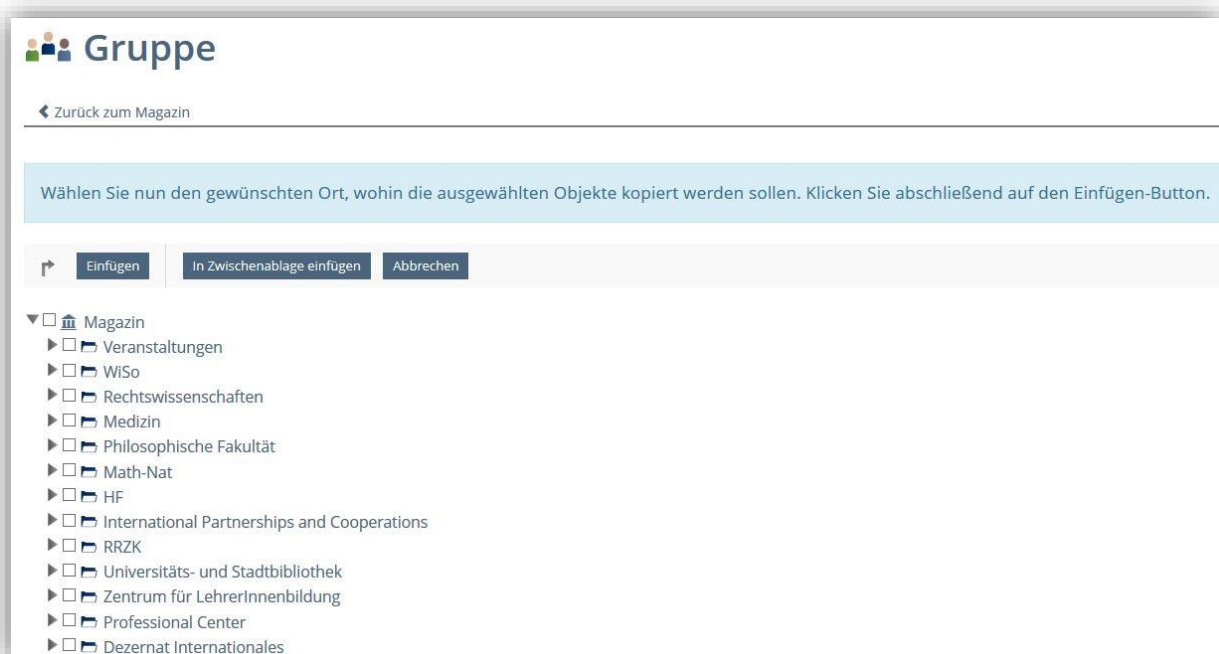 Gruppe
Zurück zum Magazin
Wählen Sie nun den gewünschten Ort, wohin die ausgewählten Objekte kopiert werden sollen. Klicken Sie abschließend auf den Einfügen-Button.
Einfügen In Zwischenablage einfügen Abbrechen
Magazin
Veranstaltungen
WiSo
Rechtswissenschaften
Medizin
Philosophische Fakultät
Math-Nat
HF
International Partnerships and Cooperations
RRZK
Universitäts- und Stadtbibliothek
Zentrum für LehrerInnenbildung
Professional Center
Dezernat Internationales